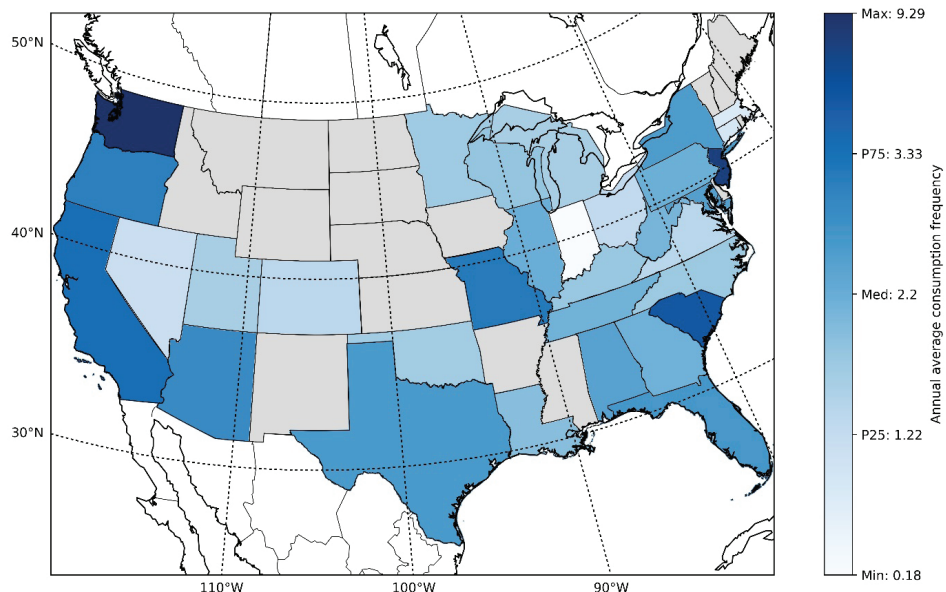 50°N
40°N
30°N
110°W
100°W
90°W
Max: 9.29
P75: 3.33
Med: 2.2
P25: 1.22
Min: 0.18
Annual average consumption frequency